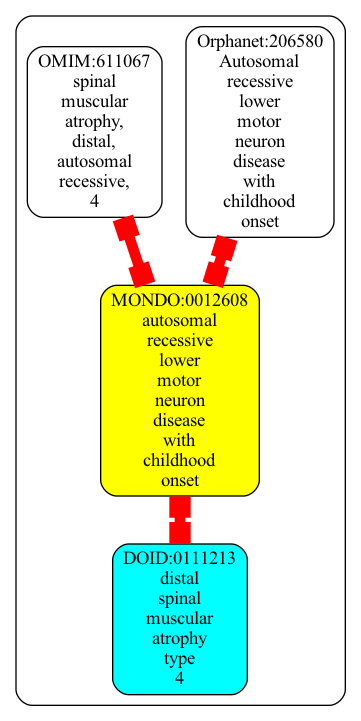 OMIM:611067
spinal
muscular
atrophy,
distal,
autosomal
recessive,
4
Orphanet:206580
Autosomal
recessive
lower
motor
neuron
disease
with
childhood
onset
MONDO:0012608
autosomal
recessive
lower
motor
neuron
disease
with
childhood
onset
DOID:0111213
distal
spinal
muscular
atrophy
type
4